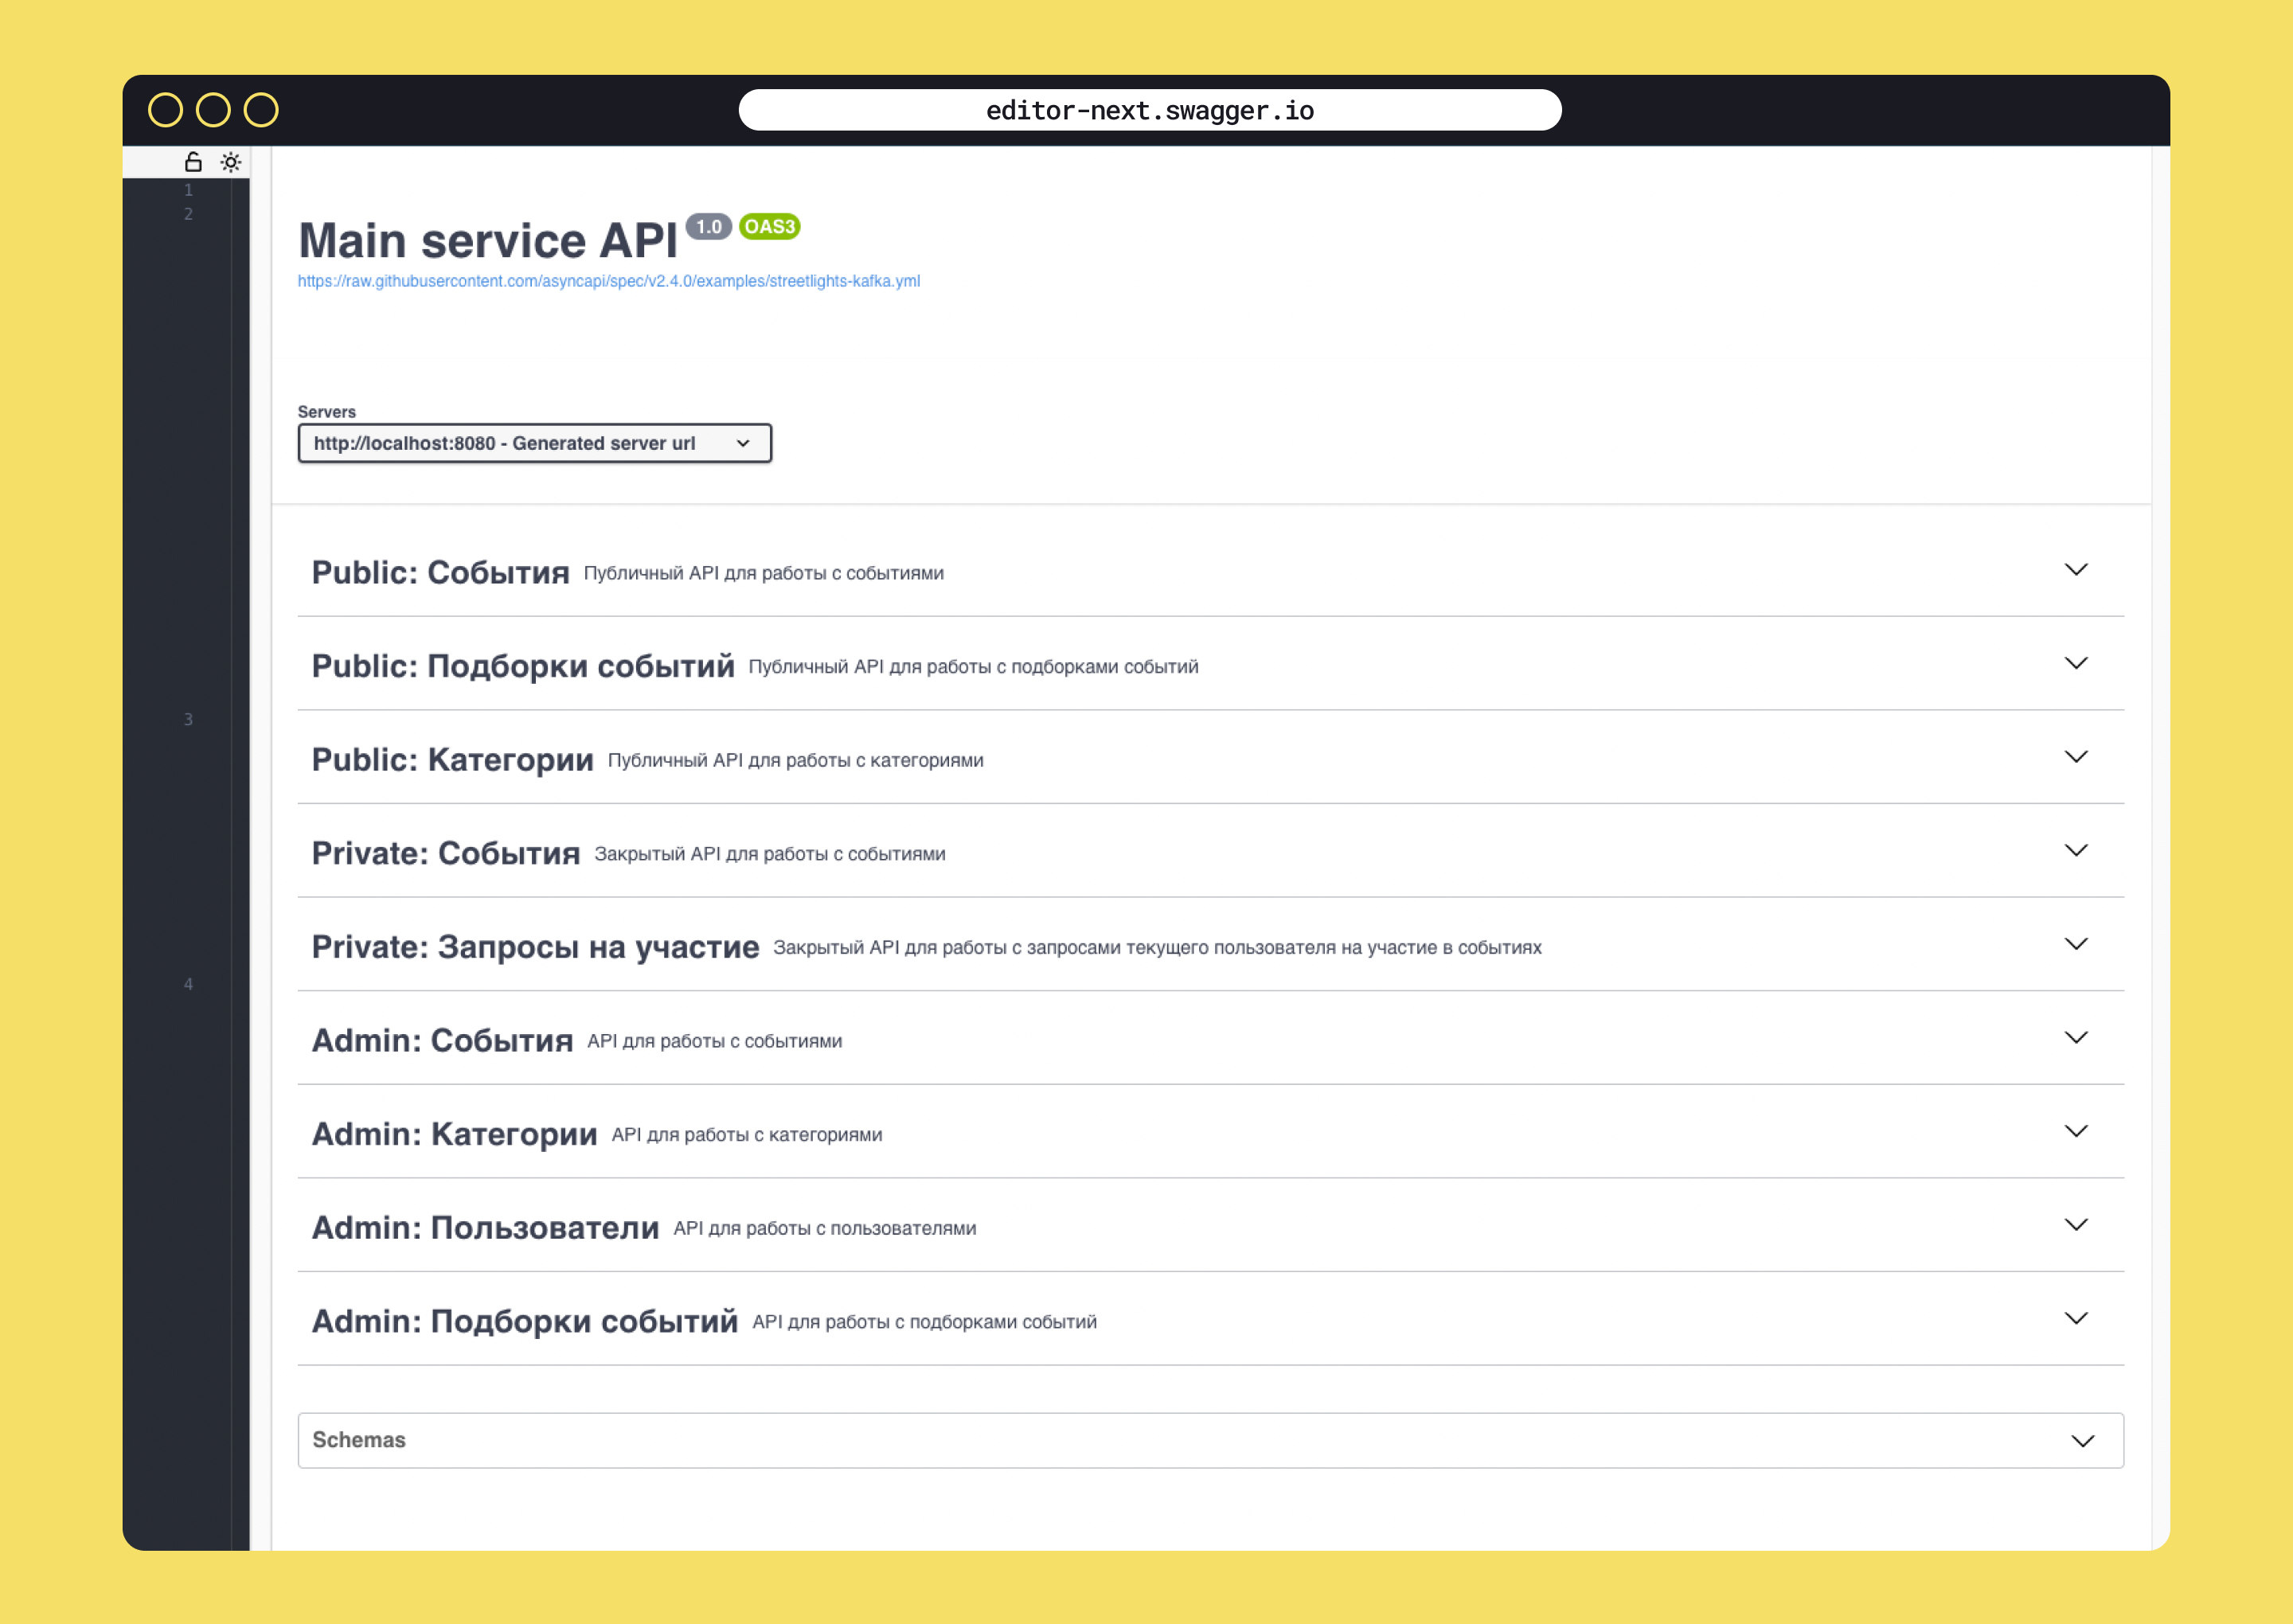 editor-next.swagger.io
1
2
3
4
Main service API 1.0 OAS3
https://raw.githubusercontent.com/asyncapi/spec/v2.4.0/examples/streetlights-kafka.yml
Servers
http://localhost:8080 - Generated server url
Public: События Публичный API для работы с событиями
Public: Подборки событий Публичный API для работы с подборками событий
Public: Категории Публичный API для работы с категориями
Private: События Закрытый API для работы с событиями
Private: Запросы на участие Закрытый API для работы с запросами текущего пользователя на участие в событиях
Admin: События API для работы с событиями
Admin: Категории API для работы с категориями
Admin: Пользователи API для работы с пользователями
Admin: Подборки событий API для работы с подборками событий
Schemas